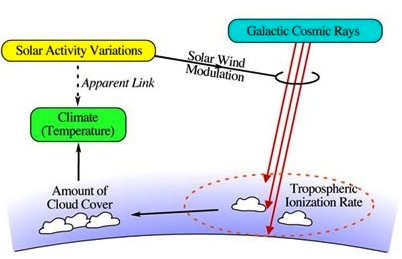 Galactic Cosmic Rays
Solar Activity Variations
Solar Wind
Modulation
Apparent Link
Climate
(Temperature)
Amount of
Cloud Cover
Tropospheric
Ionization Rate